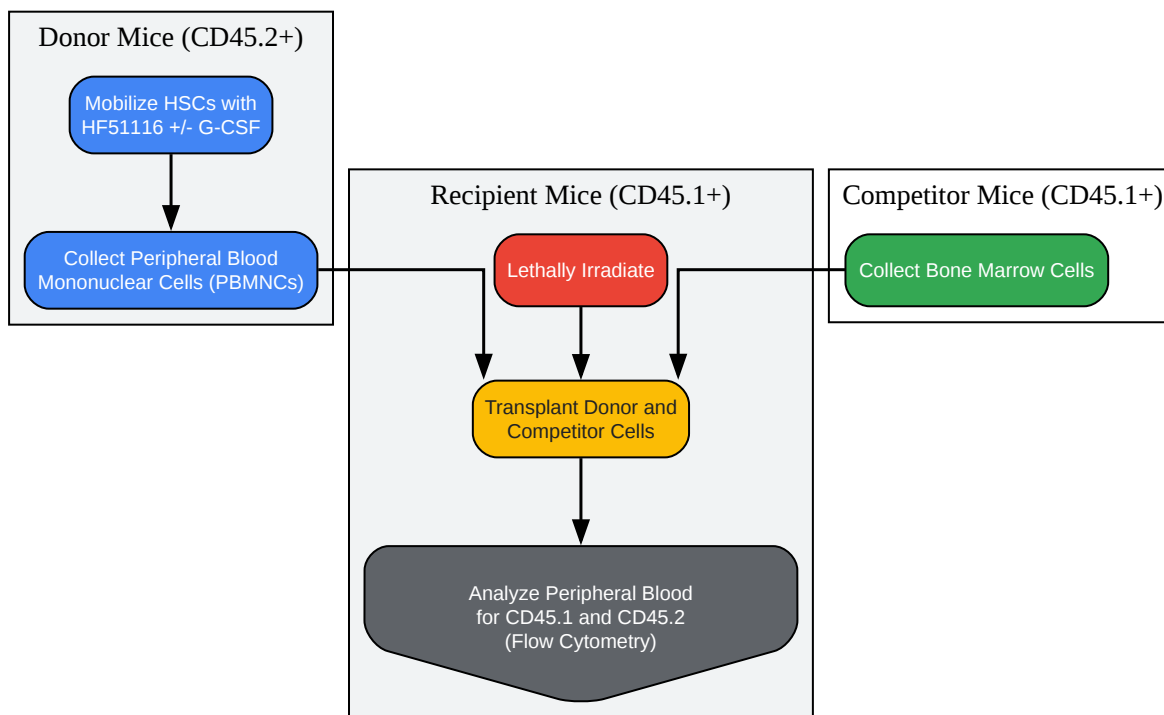 Donor Mice (CD45.2+)
Mobilize HSCs with
HF51116 +/- G-CSF
Collect Peripheral Blood
Mononuclear Cells (PBMNCs)
Recipient Mice (CD45.1+)
Lethally Irradiate
Competitor Mice (CD45.1+)
Collect Bone Marrow Cells
Transplant Donor and
Competitor Cells
Analyze Peripheral Blood
for CD45.1 and CD45.2
(Flow Cytometry)